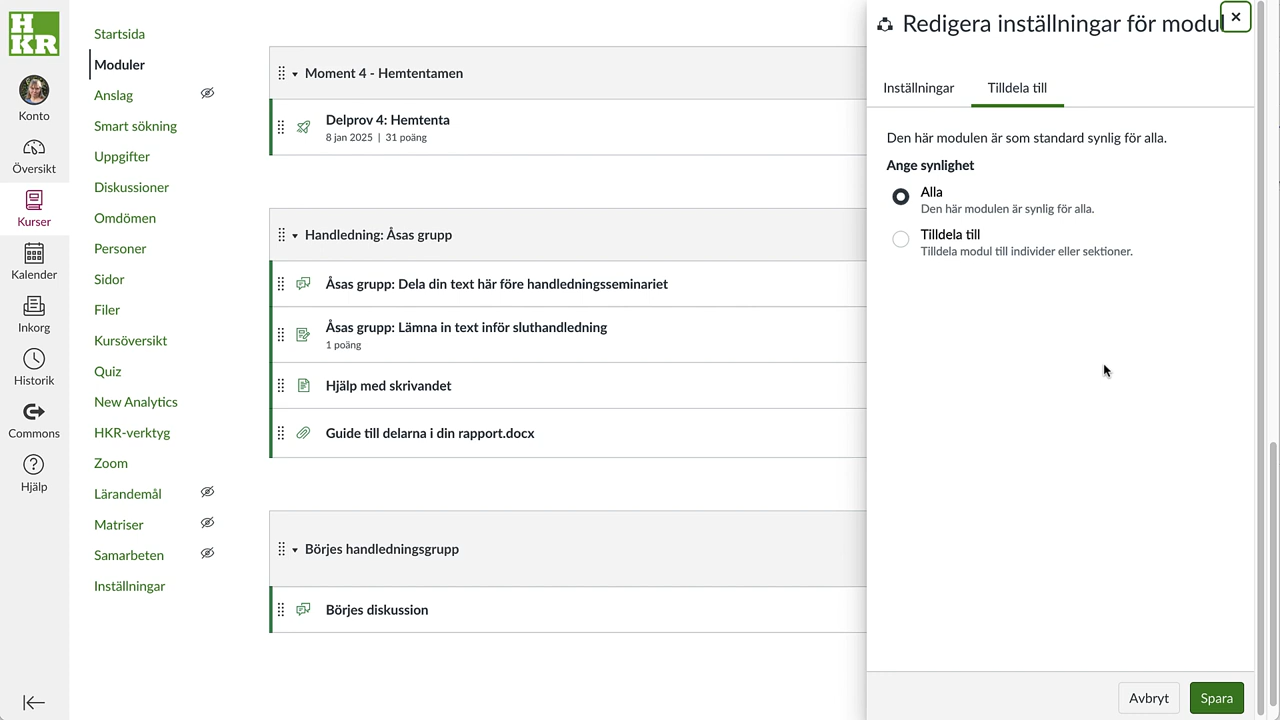 HKR
Konto
Översikt
Kurser
Kalender
Inkorg
Historik
Commons
Hjälp
Startsida
Moduler
Anslag
Smart sökning
Uppgifter
Diskussioner
Omdömen
Personer
Sidor
Filer
Kursöversikt
Quiz
New Analytics
HKR-verktyg
Zoom
Lärandemål
Matriser
Samarbeten
Inställningar
Moment 4 - Hemtentamen
Delprov 4: Hemtenta
8 jan 2025 | 31 poäng
Handledning: Åsas grupp
Åsas grupp: Dela din text här före handledningsseminariet
Åsas grupp: Lämna in text inför sluthandledning
1 poäng
Hjälp med skrivandet
Guide till delarna i din rapport.docx
Börjes handledningsgrupp
Börjes diskussion
Redigera inställningar för modul
Inställningar
Tilldela till
Den här modulen är som standard synlig för alla.
Ange synlighet
Alla
Den här modulen är synlig för alla.
Tilldela till
Tilldela modul till individer eller sektioner.
Avbryt
Spara